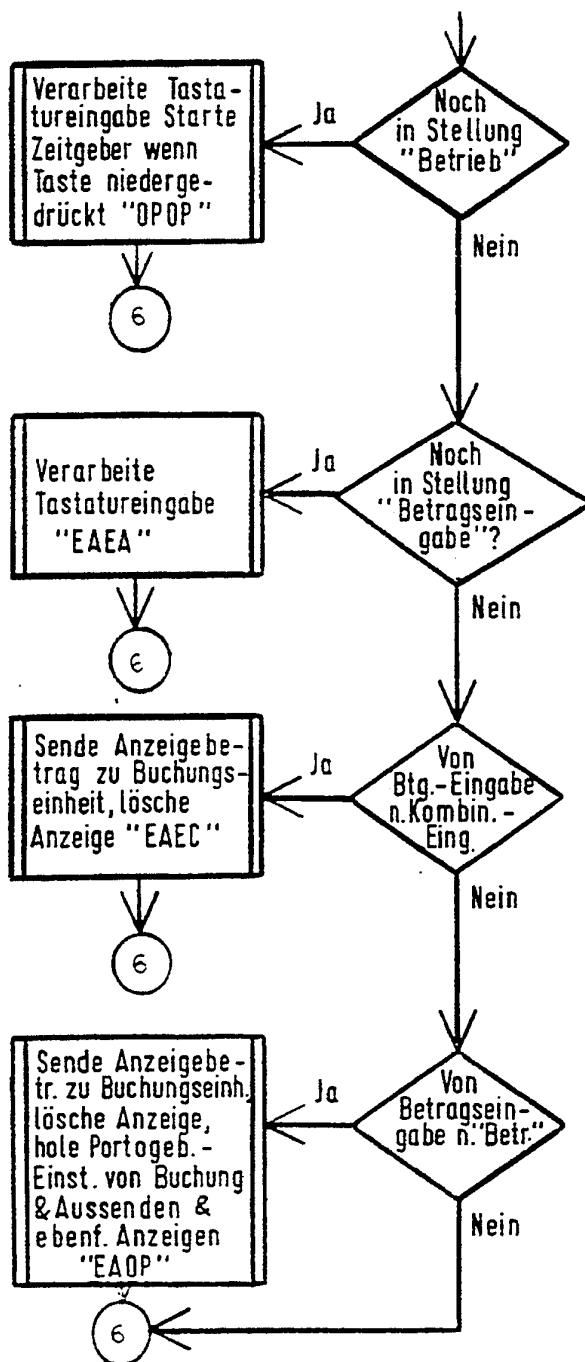 Verarbeite Tasta-
tureingabe Starte
Zeitgeber wenn
Taste niederge-
drückt "OPOP"
Ja
Noch
in Stellung
"Betrieb"
Nein
6
Verarbeite
Tastatureingabe
"EAEA"
Ja
Noch
in Stellung
"Betragsein-
gabe"?
Nein
6
Sende Anzeigebe-
trag zu Buchungs-
einheit, lösche
Anzeige "EAEC"
Ja
Von
Btg.-Eingabe
n.Kombin.-
Eing.
Nein
6
Sende Anzeigebe-
tr. zu Buchungseinh.
lösche Anzeige,
hole Portogeb.-
Einst. von Buchung
&Aussenden &
ebenf. Anzeigen
"EAOP"
Ja
Von
Betragsein-
gabe n."Betr."
Nein
6